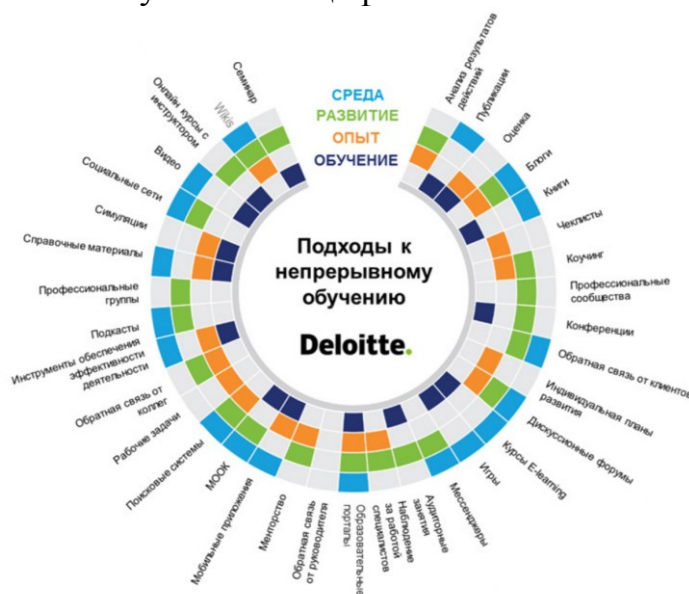 СРЕДА
РАЗВИТИЕ
ОПЫТ
ОБУЧЕНИЕ
Подходы к
непрерывному
обучению
Deloitte.
Анализ результатов
действий
Публикации
Оценка
Блоги
Книги
Чеклисты
Коучинг
Профессиональные
сообщества
Конференции
Обратная связь от клиентов
Индивидуальная планы
развития
Дискуссионные форумы
Курсы E-learning
Игры
Мессенджеры
Аудиторные
занятия
Наблюдение
за работой
специалистов
Образовательные
порталы
Обратная связь
от руководителя
Менторство
Мобильные приложения
МООК
Поисковые системы
Рабочие задачи
Обратная связь от
коллег
Инструменты обеспечения
эффективности
деятельности
Подкасты
Профессиональные
группы
Справочные материалы
Симуляции
Социальные сети
Видео
Онлайн курсы с
инструктором
Wikis
Семинар